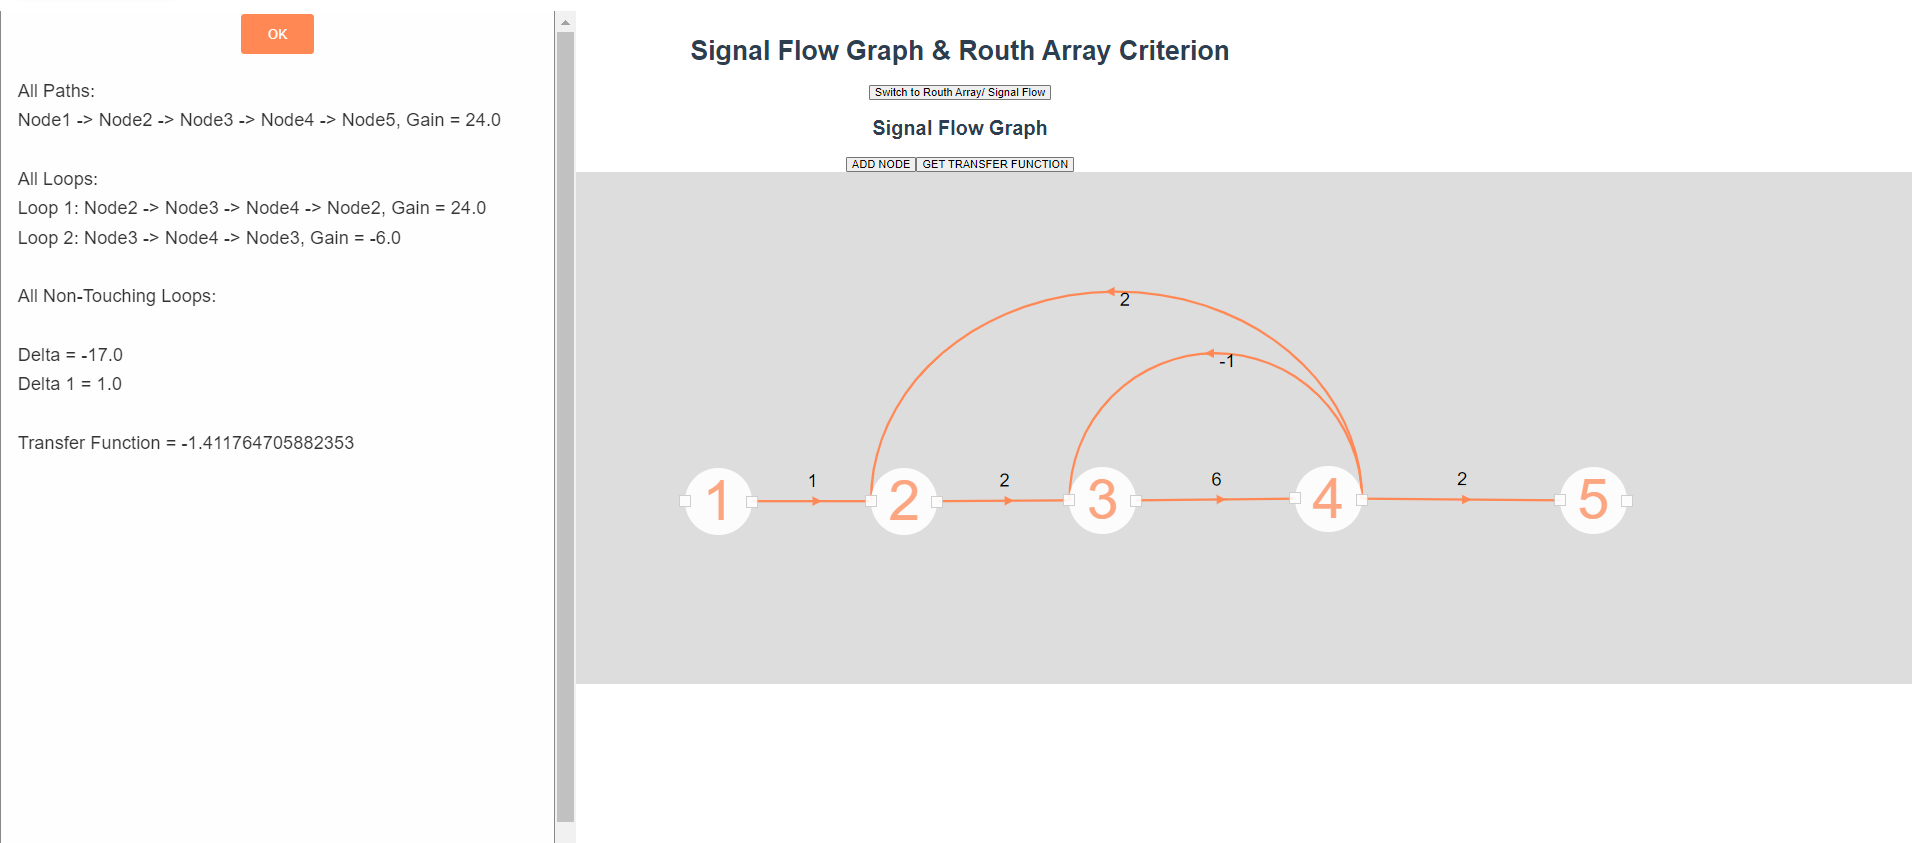 OK
All Paths:
Node1 -> Node2 -> Node3 -> Node4 -> Node5, Gain = 24.0
All Loops:
Loop 1: Node2 -> Node3 -> Node4 -> Node2, Gain = 24.0
Loop 2: Node3 -> Node4 -> Node3, Gain = -6.0
All Non-Touching Loops:
Delta = -17.0
Delta 1 = 1.0
Transfer Function = -1.411764705882353
Signal Flow Graph & Routh Array Criterion
Switch to Routh Array/ Signal Flow
Signal Flow Graph
ADD NODE GET TRANSFER FUNCTION
2
-1
1 2 6 2
1 2 3 4 5